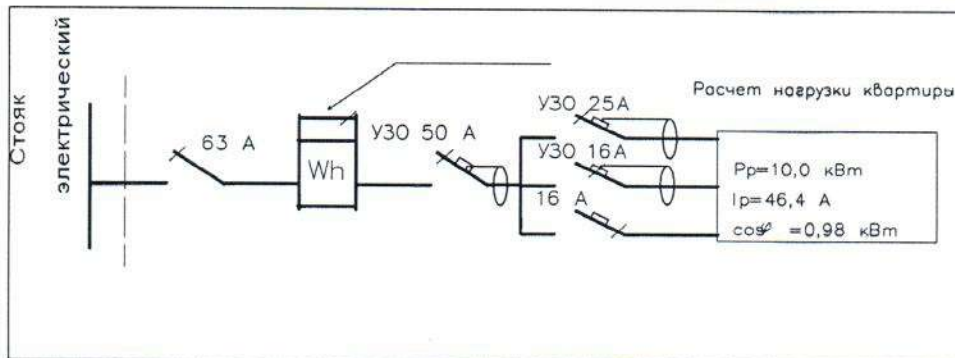 Стояк
электрический
63 А
Wh
УЗО 50 А
УЗО 25А
УЗО 16А
16 А
Расчет нагрузки квартиры
Рр=10,0 кВт
Iр=46,4 А
cosφ =0,98 кВт